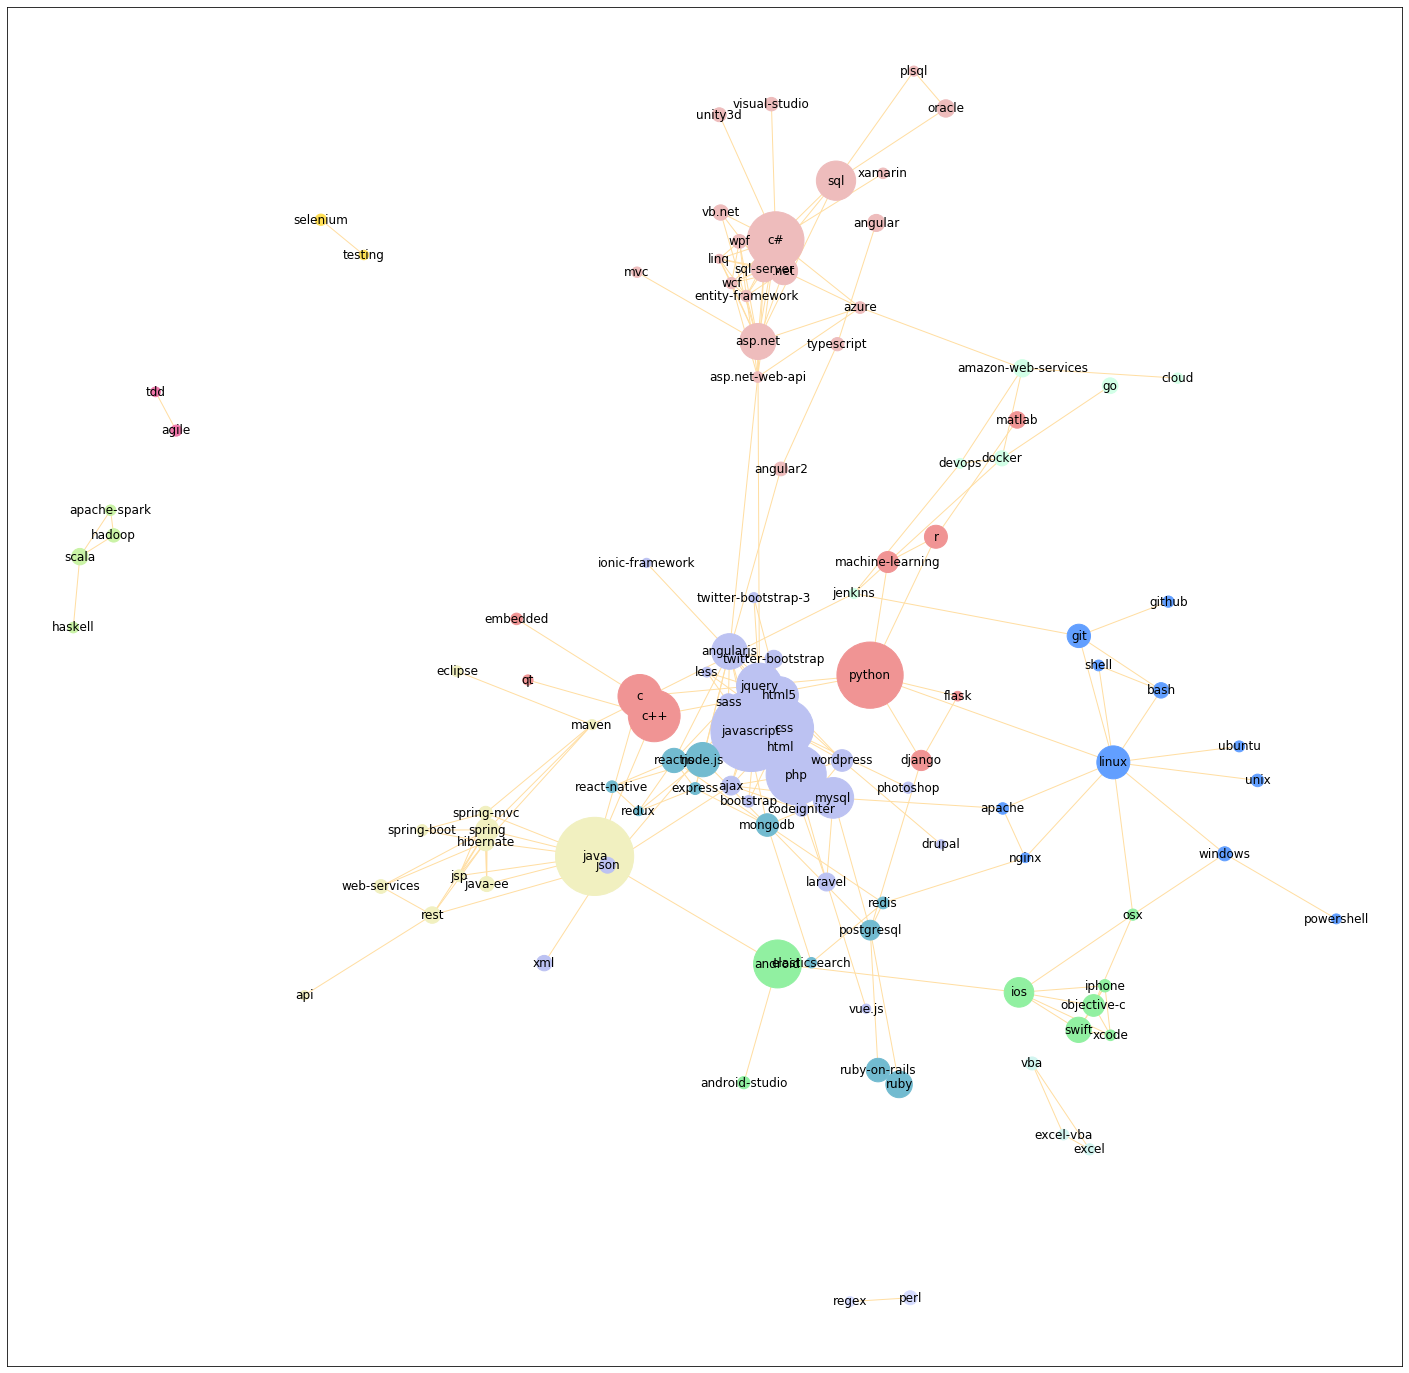 plsql
visual-studio
oracle
unity3d
sql
xamarin
vb.net
selenium
angular
wpf
c#
testing
linq
sql-server
.net
mvc
wcf
entity-framework
azure
asp.net
typescript
amazon-web-services
asp.net-web-api
cloud
go
tdd
matlab
agile
docker
devops
angular2
apache-spark
hadoop
r
scala
ionic-framework
machine-learning
jenkins
twitter-bootstrap-3
github
embedded
haskell
git
angularjs
twitter-bootstrap
shell
eclipse
less
python
qt
jquery
bash
c
html5
flask
sass
c++
maven
css
javascript
html
ubuntu
reactjs
node.js
wordpress
django
linux
php
unix
react-native
express
ajax
photoshop
mysql
bootstrap
codeigniter
apache
redux
spring-mvc
mongodb
spring-boot
spring
hibernate
drupal
windows
java
nginx
json
jsp
java-ee
web-services
laravel
redis
rest
osx
powershell
postgresql
xml
android
elasticsearch
iphone
ios
api
objective-c
vue.js
swift
xcode
vba
ruby-on-rails
android-studio
ruby
excel-vba
excel
regex
perl